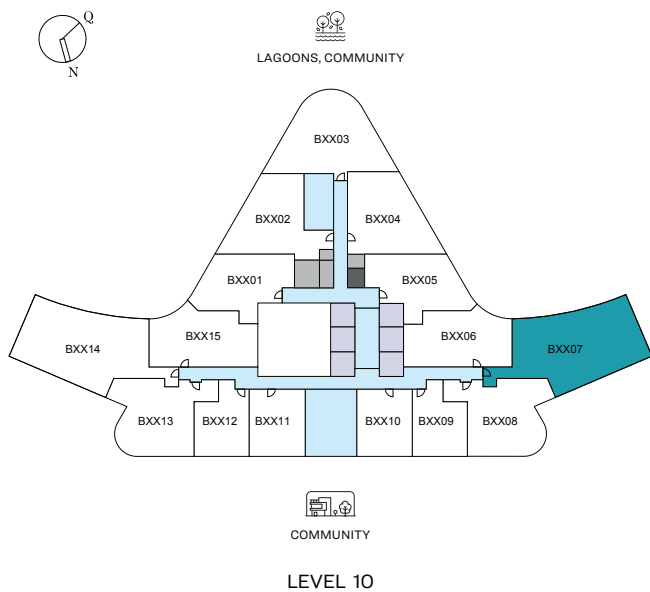 Q
N
LAGOONS, COMMUNITY
BXX03
BXX02
BXX04
BXX01
BXX05
BXX14
BXX15
BXX06
BXX07
BXX13
BXX12
BXX11
BXX10
BXX09
BXX08
COMMUNITY
LEVEL 10